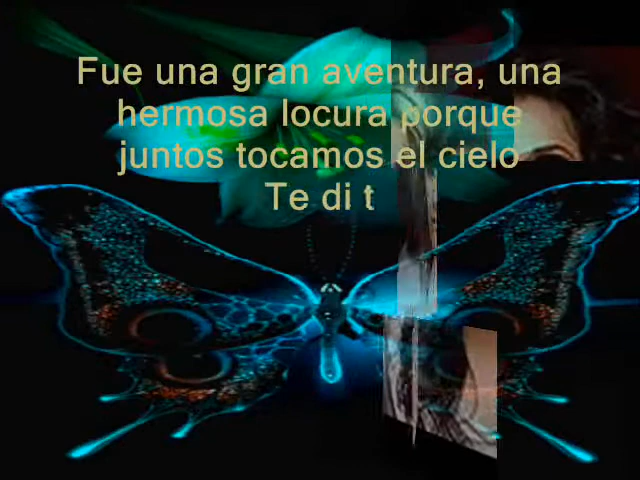 Fue una gran aventura, una
hermosa locura porque
juntos tocamos el cielo
Te di t